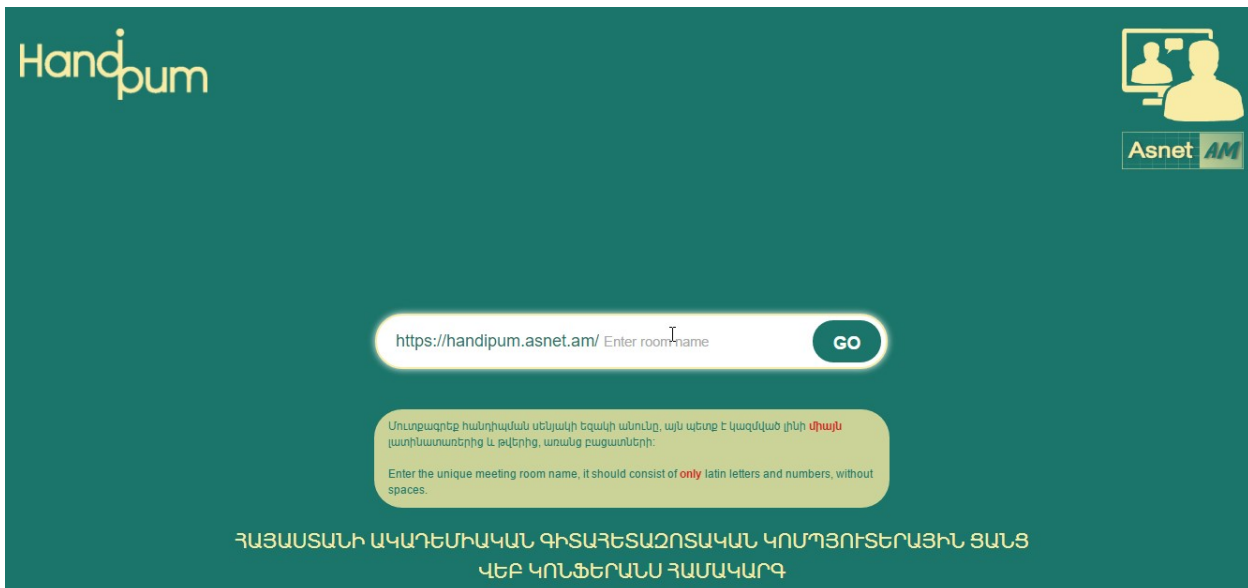 Handipum
Asnet AM
https://handipum.asnet.am/ Enter room name
GO
Մուտքագրեք հանդիպման սենյակի եզակի անունը, այն պետք է կազմված լինի միայն
լատինատառերից և թվերից, առանց բացատների:
Enter the unique meeting room name, it should consist of only latin letters and numbers, without
spaces.
ՀԱՅԱՍՏԱՆԻ ԱԿԱԴԵՄԻԱԿԱՆ ԳԻՏԱՀԵՏԱԶՈՏԱԿԱՆ ԿՈՄՊՅՈՒՏԵՐԱՅԻՆ ՑԱՆՑ
ՎԵԲ ԿՈՆՖԵՐԱՆՍ ՀԱՄԱԿԱՐԳ